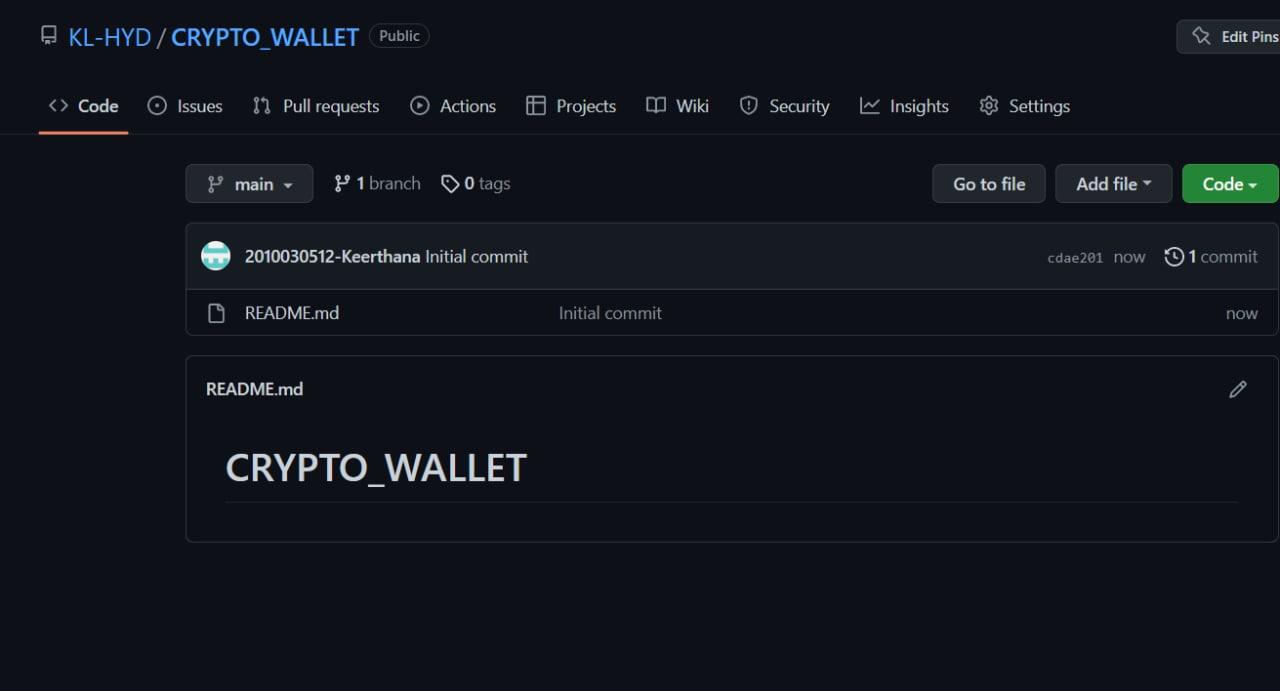 KL-HYD / CRYPTO_WALLET Public Edit Pins
Code Issues Pull requests Actions Projects Wiki Security Insights Settings
main 1 branch 0 tags Go to file Add file Code
2010030512-Keerthana Initial commit cdae201 now 1 commit
README.md Initial commit now
README.md
CRYPTO_WALLET